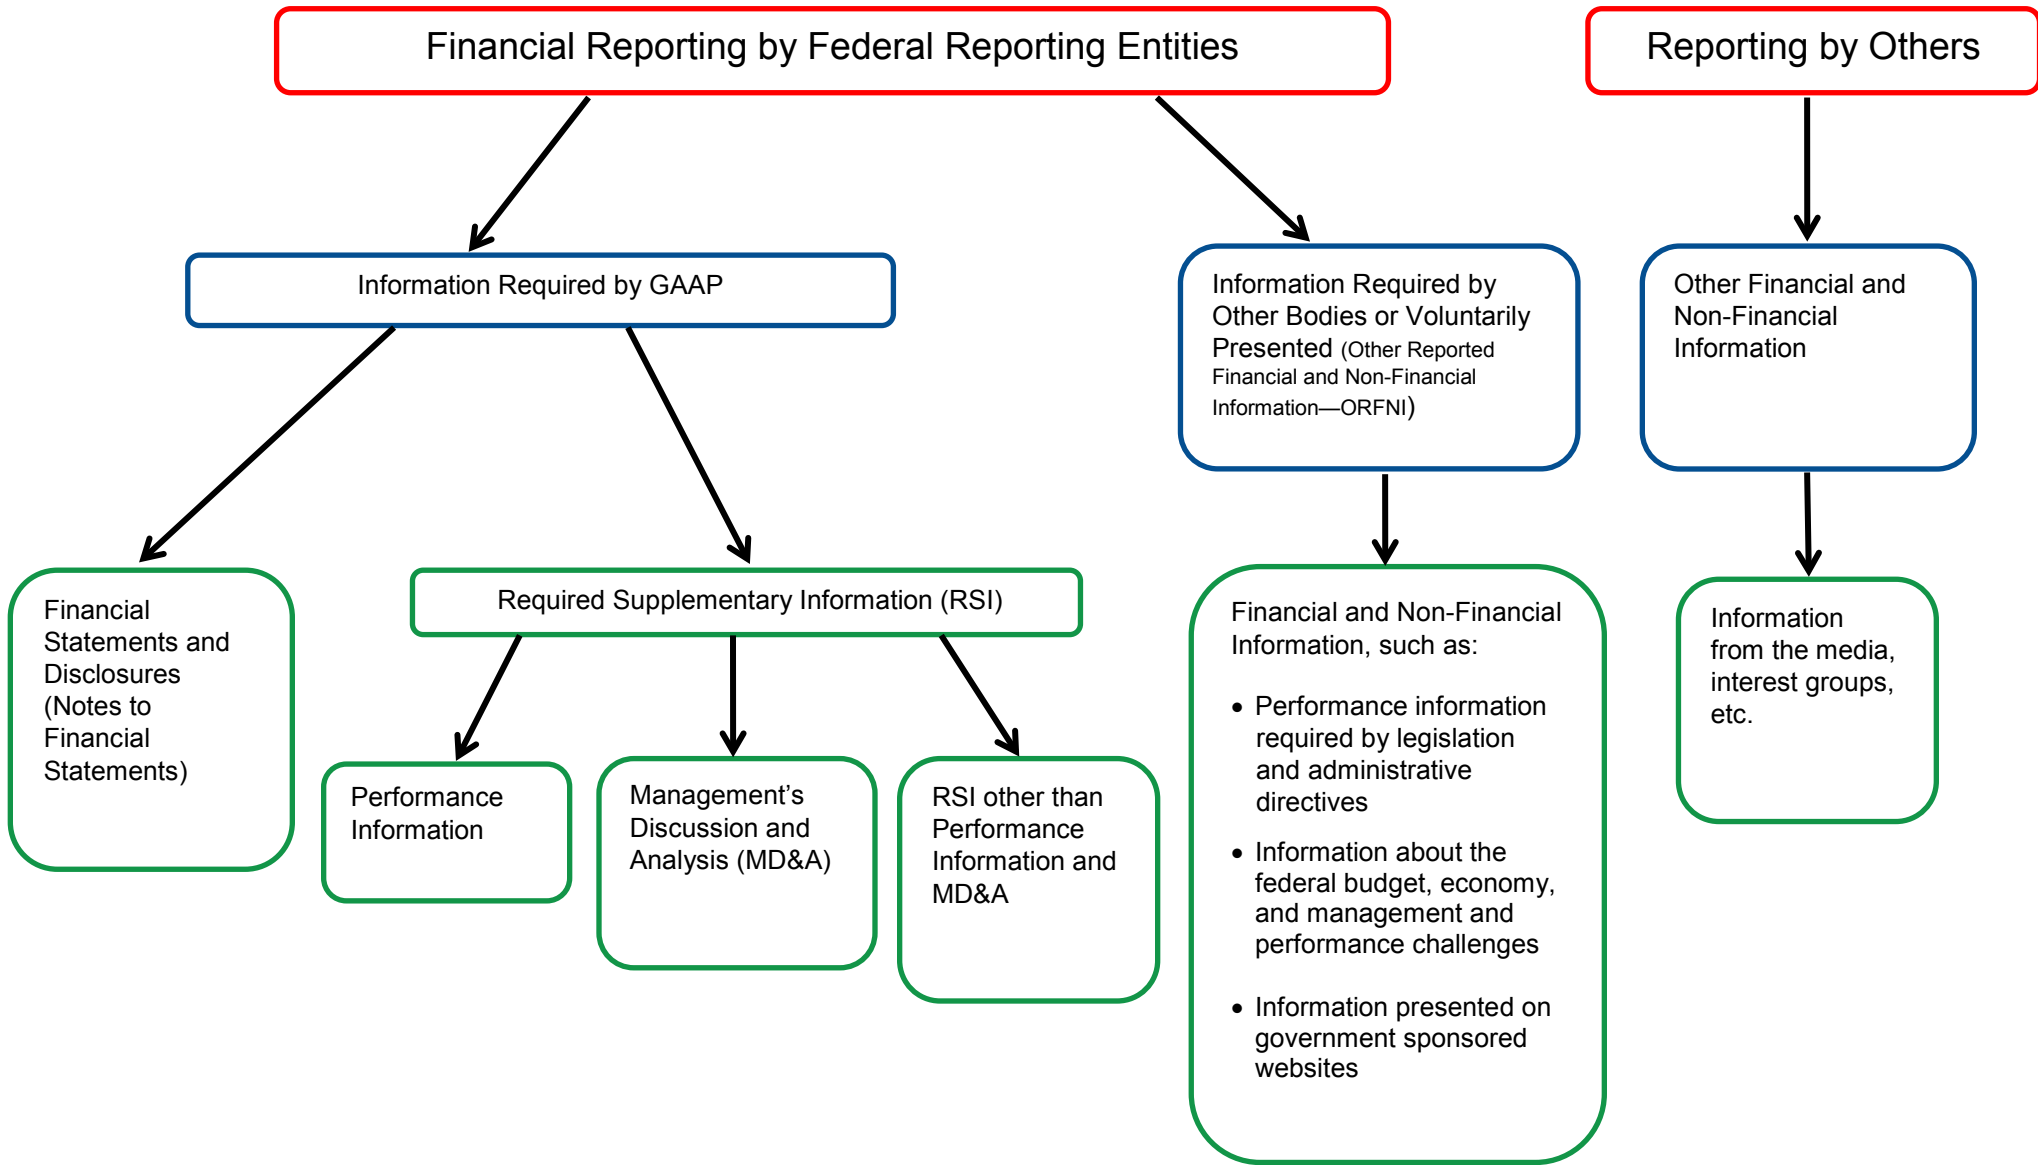 Financial Reporting by Federal Reporting Entities
Reporting by Others
Information Required by GAAP
Information Required by
Other Bodies or Voluntarily
Presented (Other Reported
Financial and Non-Financial
Information—ORFNI)
Other Financial and
Non-Financial
Information
Financial
Statements and
Disclosures
(Notes to
Financial
Statements)
Required Supplementary Information (RSI)
Performance
Information
Management’s
Discussion and
Analysis (MD&A)
RSI other than
Performance
Information and
MD&A
Financial and Non-Financial
Information, such as:
• Performance information
required by legislation
and administrative
directives
• Information about the
federal budget, economy,
and management and
performance challenges
• Information presented on
government sponsored
websites
Information
from the media,
interest groups,
etc.